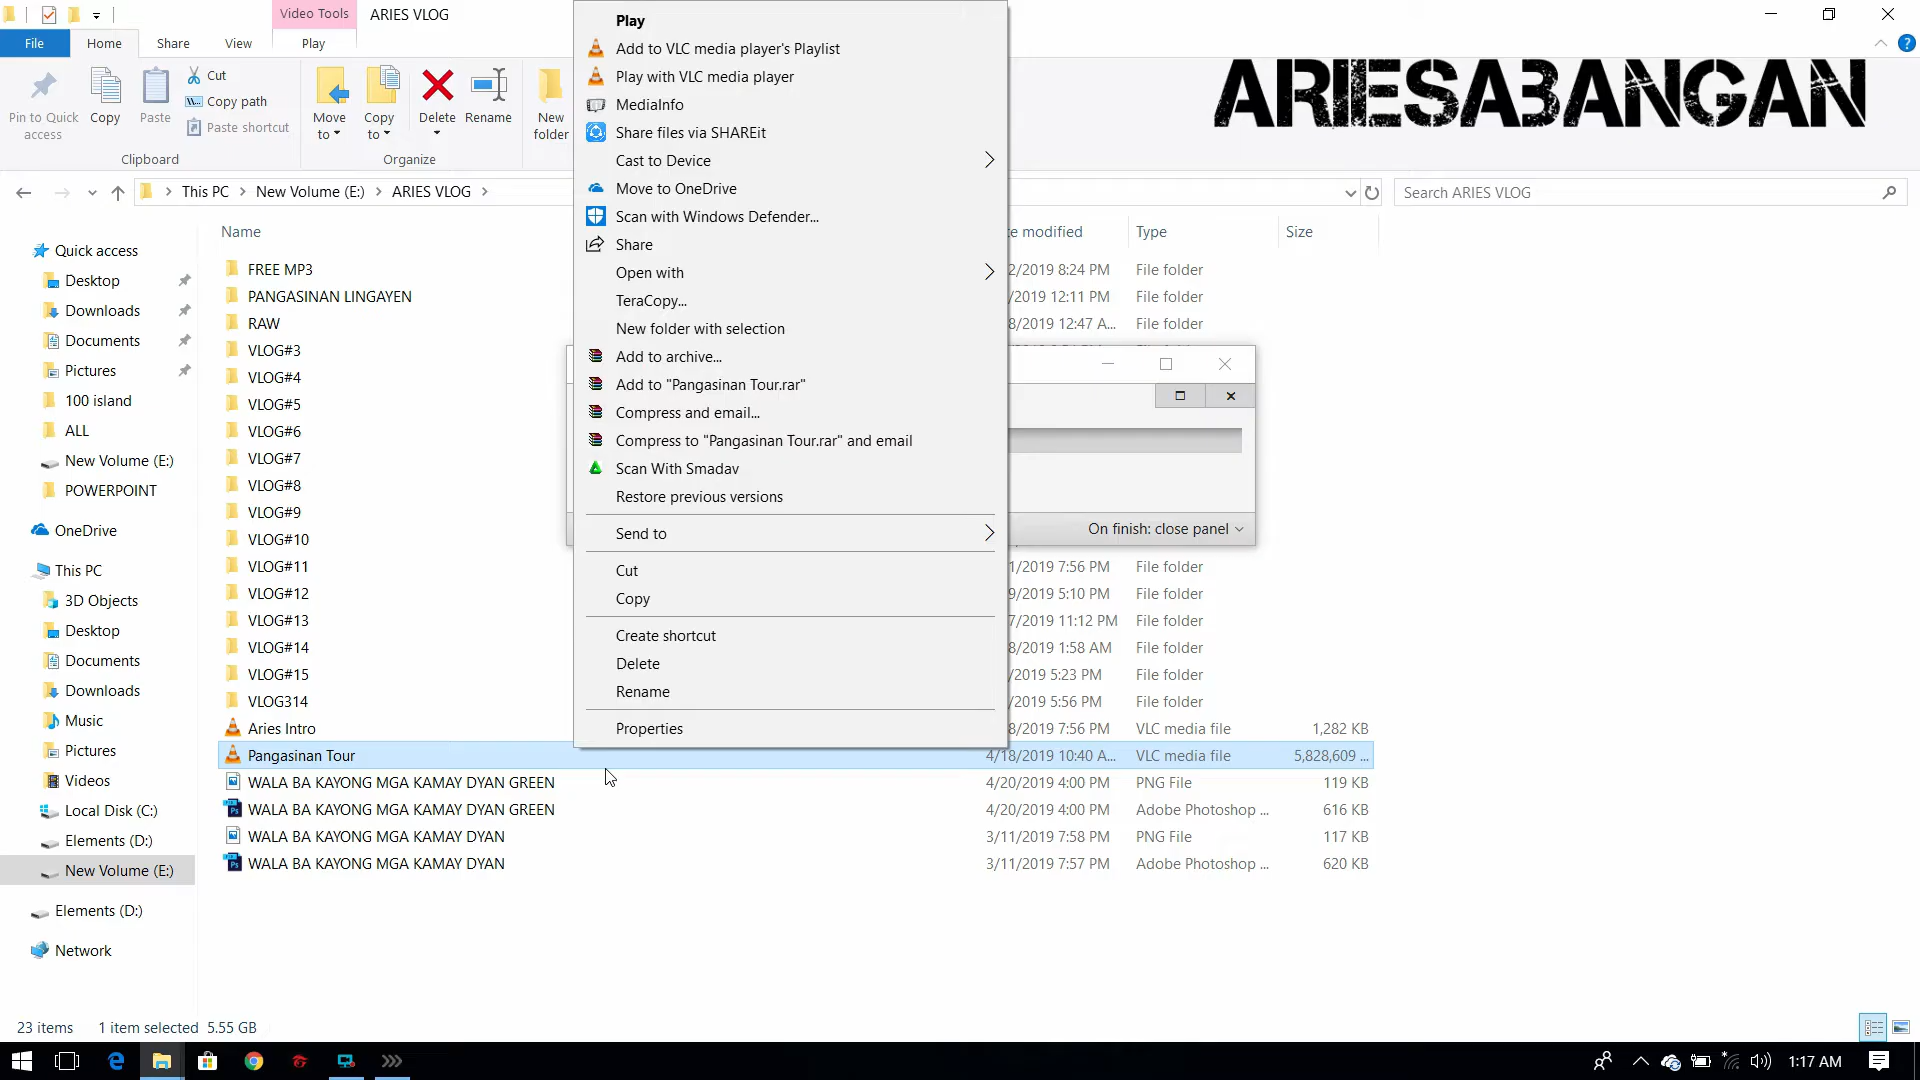 Video Tools
ARIES VLOG
File
Home
Share
View
Play
Pin to Quick access
Copy
Paste
Cut
Copy path
Paste shortcut
Clipboard
Move to
Copy to
Delete
Rename
Organize
New folder
ARIESABANGAN
This PC
New Volume (E:)
ARIES VLOG
Search ARIES VLOG
Play
Add to VLC media player's Playlist
Play with VLC media player
MediaInfo
Share files via SHAREit
Cast to Device
Move to OneDrive
Scan with Windows Defender...
Share
Open with
TeraCopy...
New folder with selection
Add to archive...
Add to "Pangasinan Tour.rar"
Compress and email...
Compress to "Pangasinan Tour.rar" and email
Scan With Smadav
Restore previous versions
Send to
Cut
Copy
Create shortcut
Delete
Rename
Properties
On finish: close panel
Quick access
Desktop
Downloads
Documents
Pictures
100 island
ALL
New Volume (E:)
POWERPOINT
OneDrive
This PC
3D Objects
Desktop
Documents
Downloads
Music
Pictures
Videos
Local Disk (C:)
Elements (D:)
New Volume (E:)
Elements (D:)
Network
Name modified Type Size
FREE MP3 2/2019 8:24 PM File folder
PANGASINAN LINGAYEN /2019 12:11 PM File folder
RAW 8/2019 12:47 A... File folder
VLOG#3
VLOG#4
VLOG#5
VLOG#6
VLOG#7
VLOG#8
VLOG#9
VLOG#10
VLOG#11 1/2019 7:56 PM File folder
VLOG#12 9/2019 5:10 PM File folder
VLOG#13 7/2019 11:12 PM File folder
VLOG#14 8/2019 1:58 AM File folder
VLOG#15 /2019 5:23 PM File folder
VLOG314 /2019 5:56 PM File folder
Aries Intro 8/2019 7:56 PM VLC media file 1,282 KB
Pangasinan Tour 4/18/2019 10:40 A... VLC media file 5,828,609 ...
WALA BA KAYONG MGA KAMAY DYAN GREEN 4/20/2019 4:00 PM PNG File 119 KB
WALA BA KAYONG MGA KAMAY DYAN GREEN 4/20/2019 4:00 PM Adobe Photoshop ... 616 KB
WALA BA KAYONG MGA KAMAY DYAN 3/11/2019 7:58 PM PNG File 117 KB
WALA BA KAYONG MGA KAMAY DYAN 3/11/2019 7:57 PM Adobe Photoshop ... 620 KB
23 items 1 item selected 5.55 GB
1:17 AM